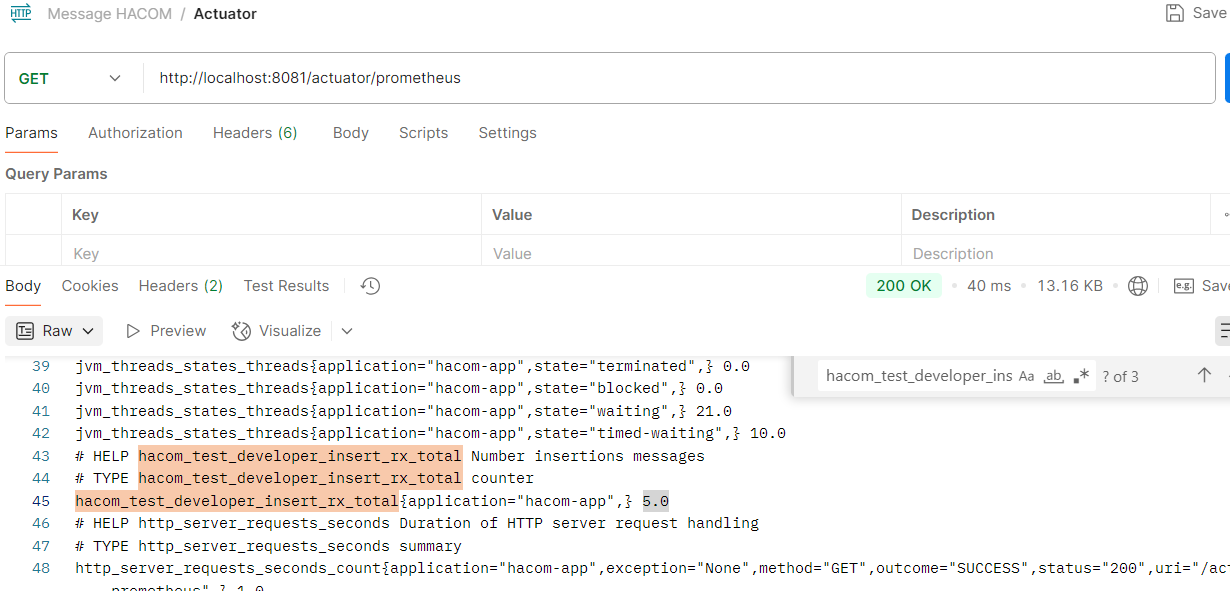 HTTP Message HACOM / Actuator Save
GET http://localhost:8081/actuator/prometheus
Params Authorization Headers (6) Body Scripts Settings
Query Params
Key Value Description
Key Value Description
Body Cookies Headers (2) Test Results 200 OK • 40 ms • 13.16 KB • e.g. Save
Raw Preview Visualize
hacom_test_developer_ins Aa ab .* ? of 3
39 jvm_threads_states_threads{application="hacom-app",state="terminated",} 0.0
40 jvm_threads_states_threads{application="hacom-app",state="blocked",} 0.0
41 jvm_threads_states_threads{application="hacom-app",state="waiting",} 21.0
42 jvm_threads_states_threads{application="hacom-app",state="timed-waiting",} 10.0
43 # HELP hacom_test_developer_insert_rx_total Number insertions messages
44 # TYPE hacom_test_developer_insert_rx_total counter
45 hacom_test_developer_insert_rx_total{application="hacom-app",} 5.0
46 # HELP http_server_requests_seconds Duration of HTTP server request handling
47 # TYPE http_server_requests_seconds summary
48 http_server_requests_seconds_count{application="hacom-app",exception="None",method="GET",outcome="SUCCESS",status="200",uri="/act
prometheus",} 1.0